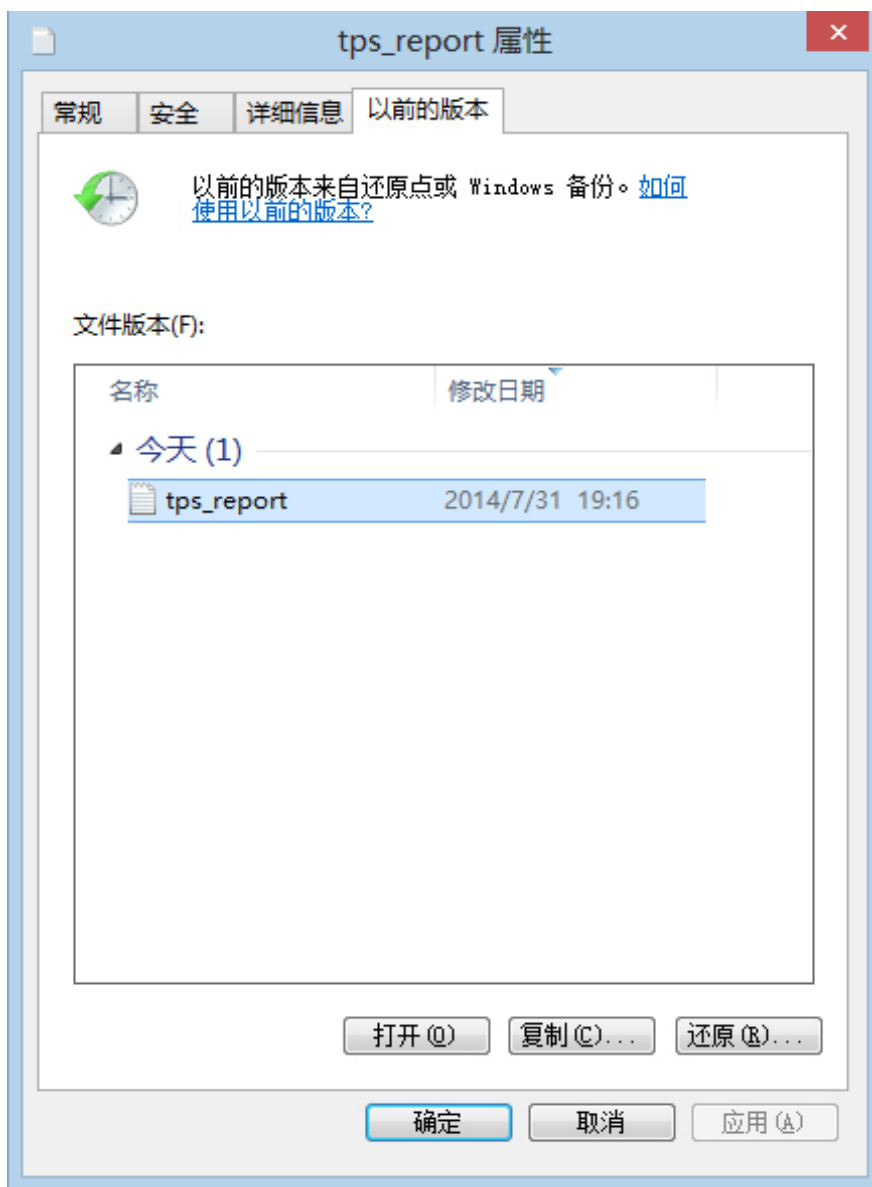 tps_report 属性
常规 安全 详细信息 以前的版本
以前的版本来自还原点或 Windows 备份。如何
使用以前的版本?
文件版本(F):
名称 修改日期
今天 (1)
tps_report 2014/7/31 19:16
打开(O) 复制(C)... 还原(R)...
确定 取消 应用(A)